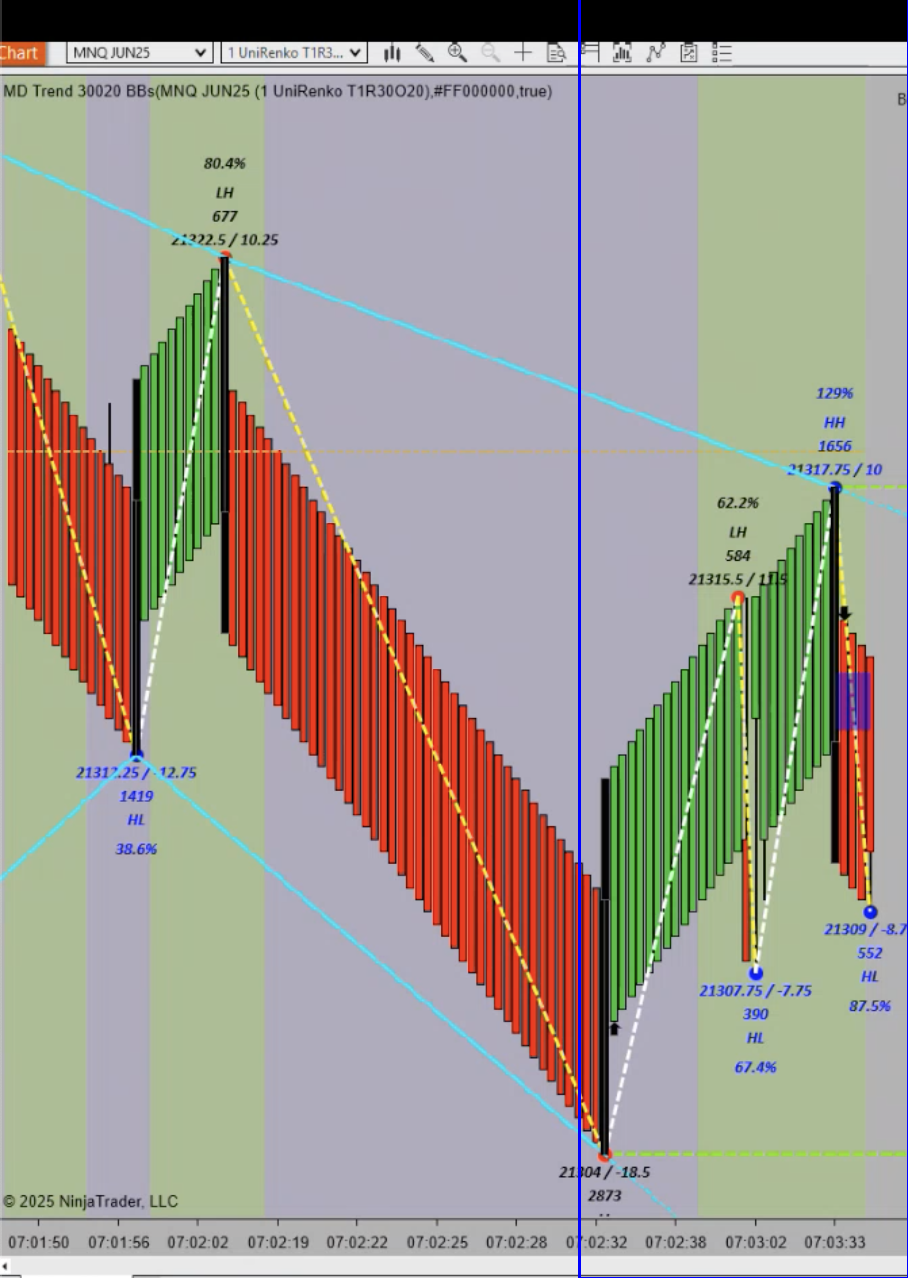 Chart
MNQ JUN25
1 UniRenko T1R3...
MD Trend 30020 BBs(MNQ JUN25 (1 UniRenko T1R30O20),#FF000000,true)
B
80.4%
LH
677
21322.5 / 10.25
129%
HH
1656
21317.75 / 10
62.2%
LH
584
21315.5 / 11.5
21312.25 / -12.75
1419
HL
38.6%
21309 / -8.7
552
HL
87.5%
21307.75 / -7.75
390
HL
67.4%
21304 / -18.5
2873
© 2025 NinjaTrader, LLC
07:01:50 07:01:56 07:02:02 07:02:19 07:02:22 07:02:25 07:02:28 07:02:32 07:02:38 07:03:02 07:03:33